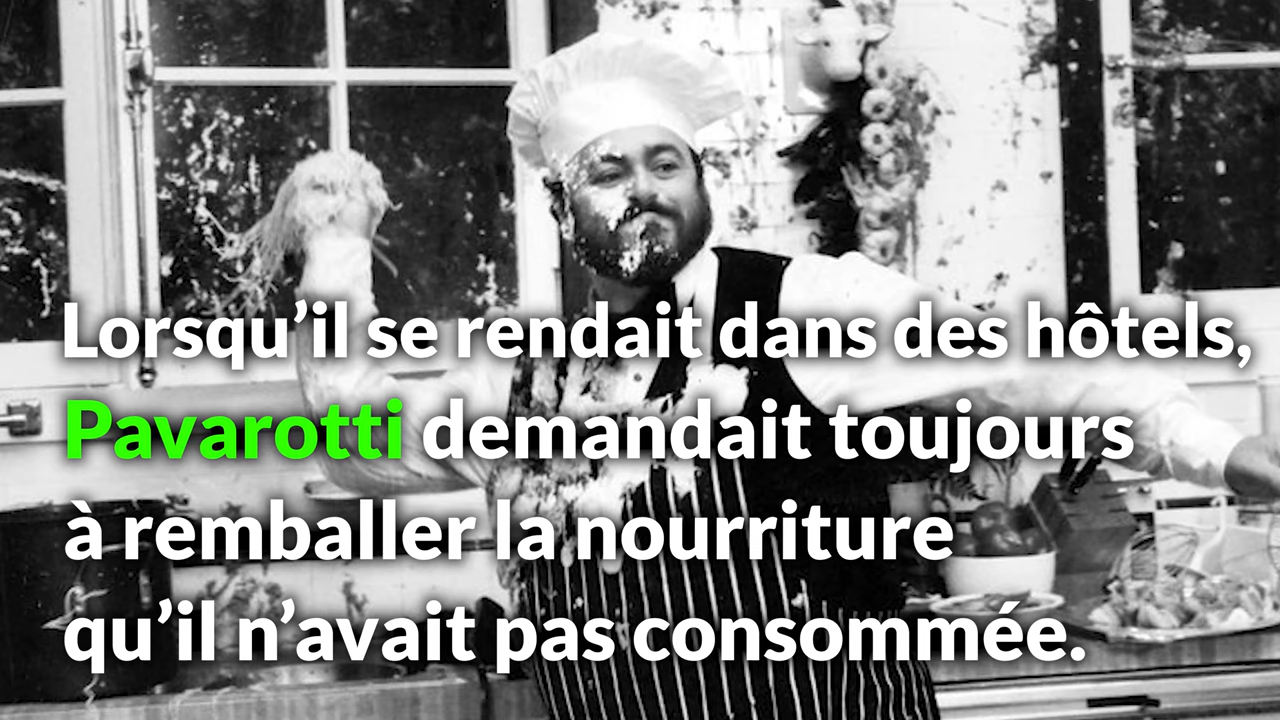 Lorsqu’il se rendait dans des hôtels,
Pavarotti demandait toujours
à remballer la nourriture
qu’il n’avait pas consommée.